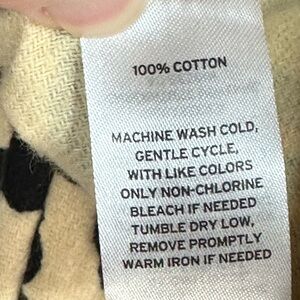 100% COTTON
MACHINE WASH COLD,
GENTLE CYCLE,
WITH LIKE COLORS
ONLY NON-CHLORINE
BLEACH IF NEEDED
TUMBLE DRY LOW,
REMOVE PROMPTLY
WARM IRON IF NEEDED